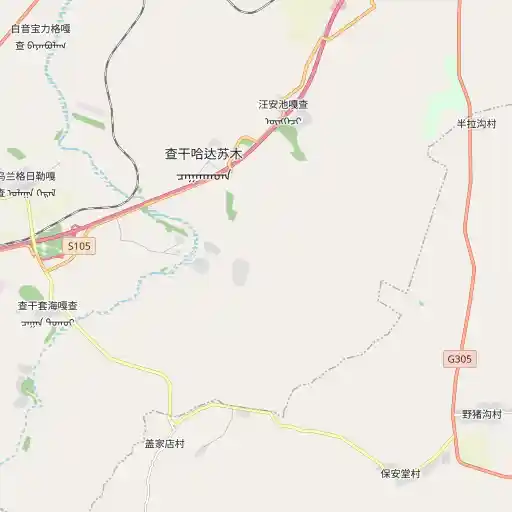 白音宝力格嘎
查
汪安池嘎查
半拉沟村
查干哈达苏木
乌兰格日勒嘎
查
S105
查干套海嘎查
G305
野猪沟村
盖家店村
保安堂村